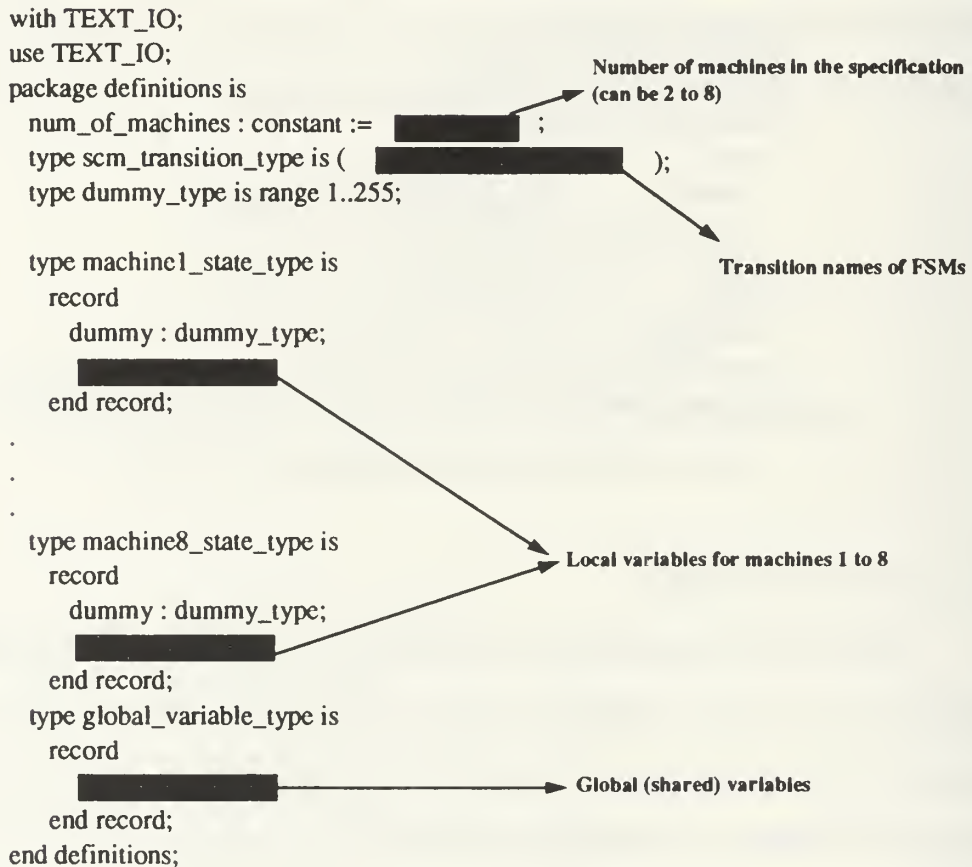 with TEXT_IO;
use TEXT_IO;
package definitions is
Number of machines in the specification
(can be 2 to 8)
num_of_machines : constant := ;
type scm_transition_type is ( );
type dummy_type is range 1..255;
Transition names of FSMs
type machine1_state_type is
record
dummy : dummy_type;
end record;
.
.
.
type machine8_state_type is
Local variables for machines 1 to 8
record
dummy : dummy_type;
end record;
type global_variable_type is
record
Global (shared) variables
end record;
end definitions;